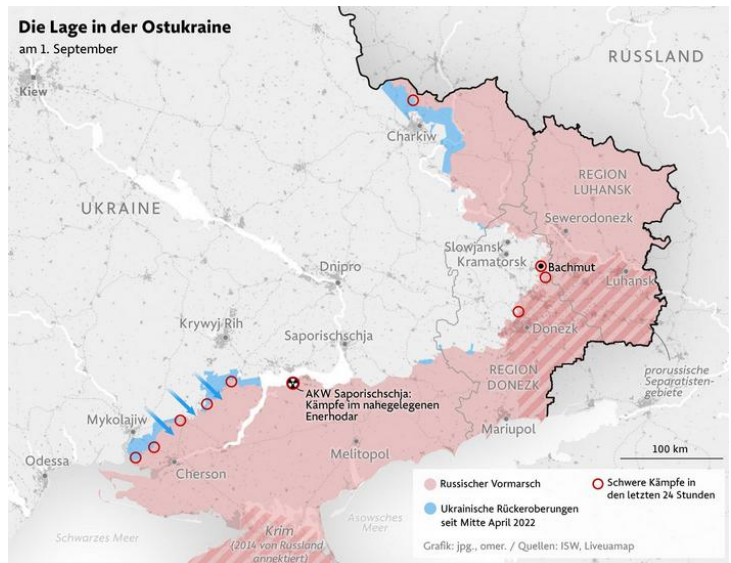 Die Lage in der Ostukraine
am 1. September
RUSSLAND
Kiew
Charkiw
REGION
LUHANSK
UKRAINE
Sewerodonezk
Slowjansk
Kramatorsk
Bachmut
Dnipro
Luhansk
Krywyj Rih
Saporischschja
Donezk
prorussische
Separatisten-
gebiete
REGION
DONEZK
AKW Saporischschja:
Kämpfe im nahegelegenen
Enerhodar
Mykolajiw
Mariupol
Melitopol
100 km
Odessa
Cherson
Russischer Vormarsch
Schwere Kämpfe in
den letzten 24 Stunden
Ukrainische Rückeroberungen
seit Mitte April 2022
Asowsches
Meer
Schwarzes Meer
Krim
(2014 von Russland
annektiert)
Grafik: jpg., omer. / Quellen: ISW, Liveuamap